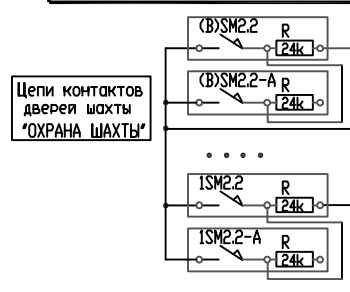 (B)SM2.2 R
24k
(B)SM2.2-A R
24k
Цепи контактов
дверей шахты
"ОХРАНА ШАХТЫ"
1SM2.2 R
24k
1SM2.2-A R
24k